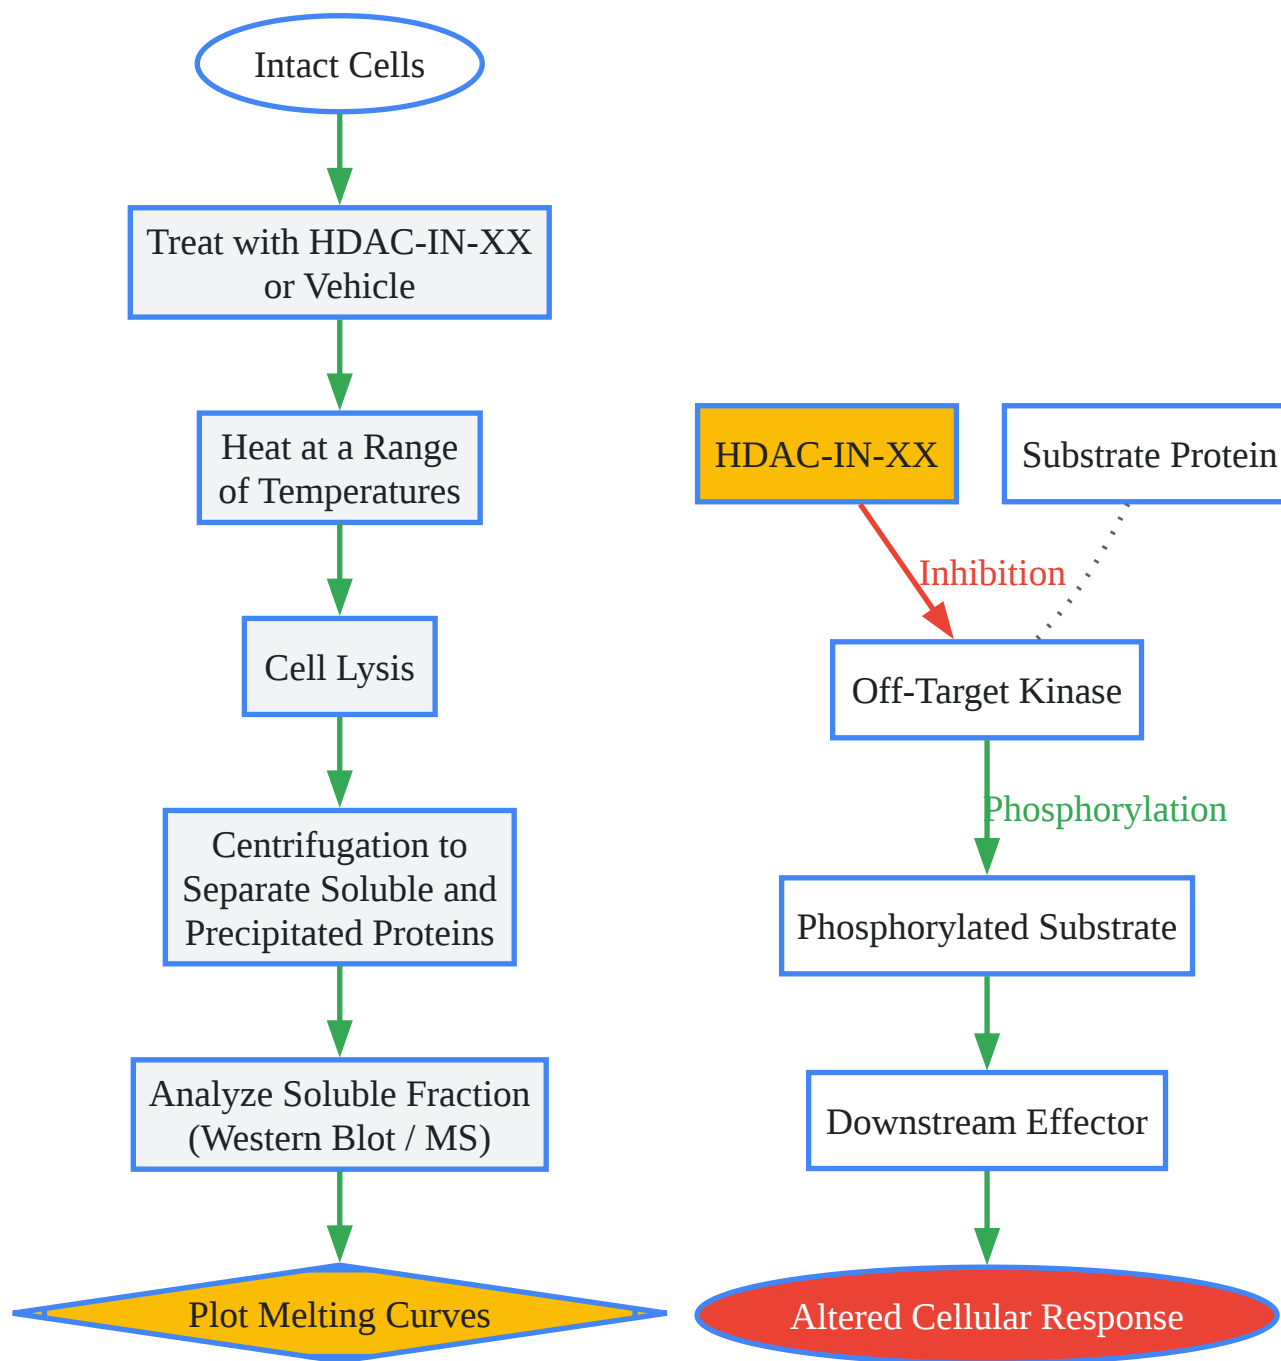 Intact Cells
Treat with HDAC-IN-XX
or Vehicle
Heat at a Range
of Temperatures
Cell Lysis
Centrifugation to
Separate Soluble and
Precipitated Proteins
Analyze Soluble Fraction
(Western Blot / MS)
Plot Melting Curves
HDAC-IN-XX
Substrate Protein
Inhibition
Off-Target Kinase
Phosphorylation
Phosphorylated Substrate
Downstream Effector
Altered Cellular Response